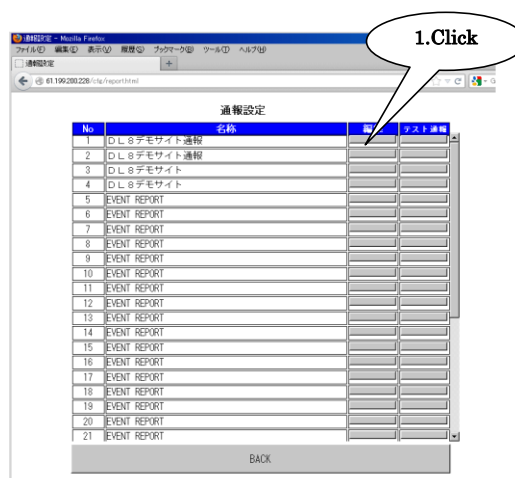 1.Click
通報設定 - Mozilla Firefox
ファイル(F) 編集(E) 表示(V) 履歴(S) ブックマーク(B) ツール(T) ヘルプ(H)
通報設定 +
61.199.200.228/cfg/report.html
通報設定
No 名称 テスト通報
1 DL8デモサイト通報
2 DL8デモサイト通報
3 DL8デモサイト
4 DL8デモサイト
5 EVENT REPORT
6 EVENT REPORT
7 EVENT REPORT
8 EVENT REPORT
9 EVENT REPORT
10 EVENT REPORT
11 EVENT REPORT
12 EVENT REPORT
13 EVENT REPORT
14 EVENT REPORT
15 EVENT REPORT
16 EVENT REPORT
17 EVENT REPORT
18 EVENT REPORT
19 EVENT REPORT
20 EVENT REPORT
21 EVENT REPORT
BACK